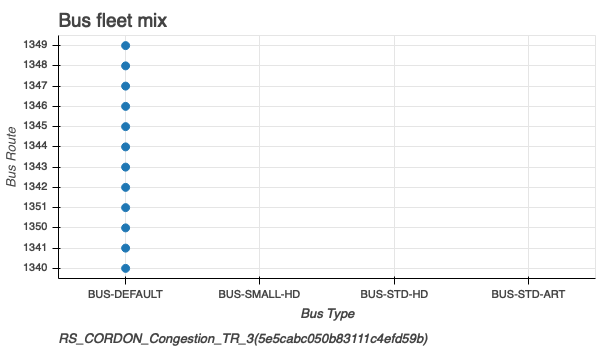 Bus fleet mix
1349
1348
1347
1346
1345
1344
1343
1342
1351
1350
1341
1340
Bus Route
BUS-DEFAULT BUS-SMALL-HD BUS-STD-HD BUS-STD-ART
Bus Type
RS_CORDON_Congestion_TR_3(5e5cabc050b83111c4efd59b)